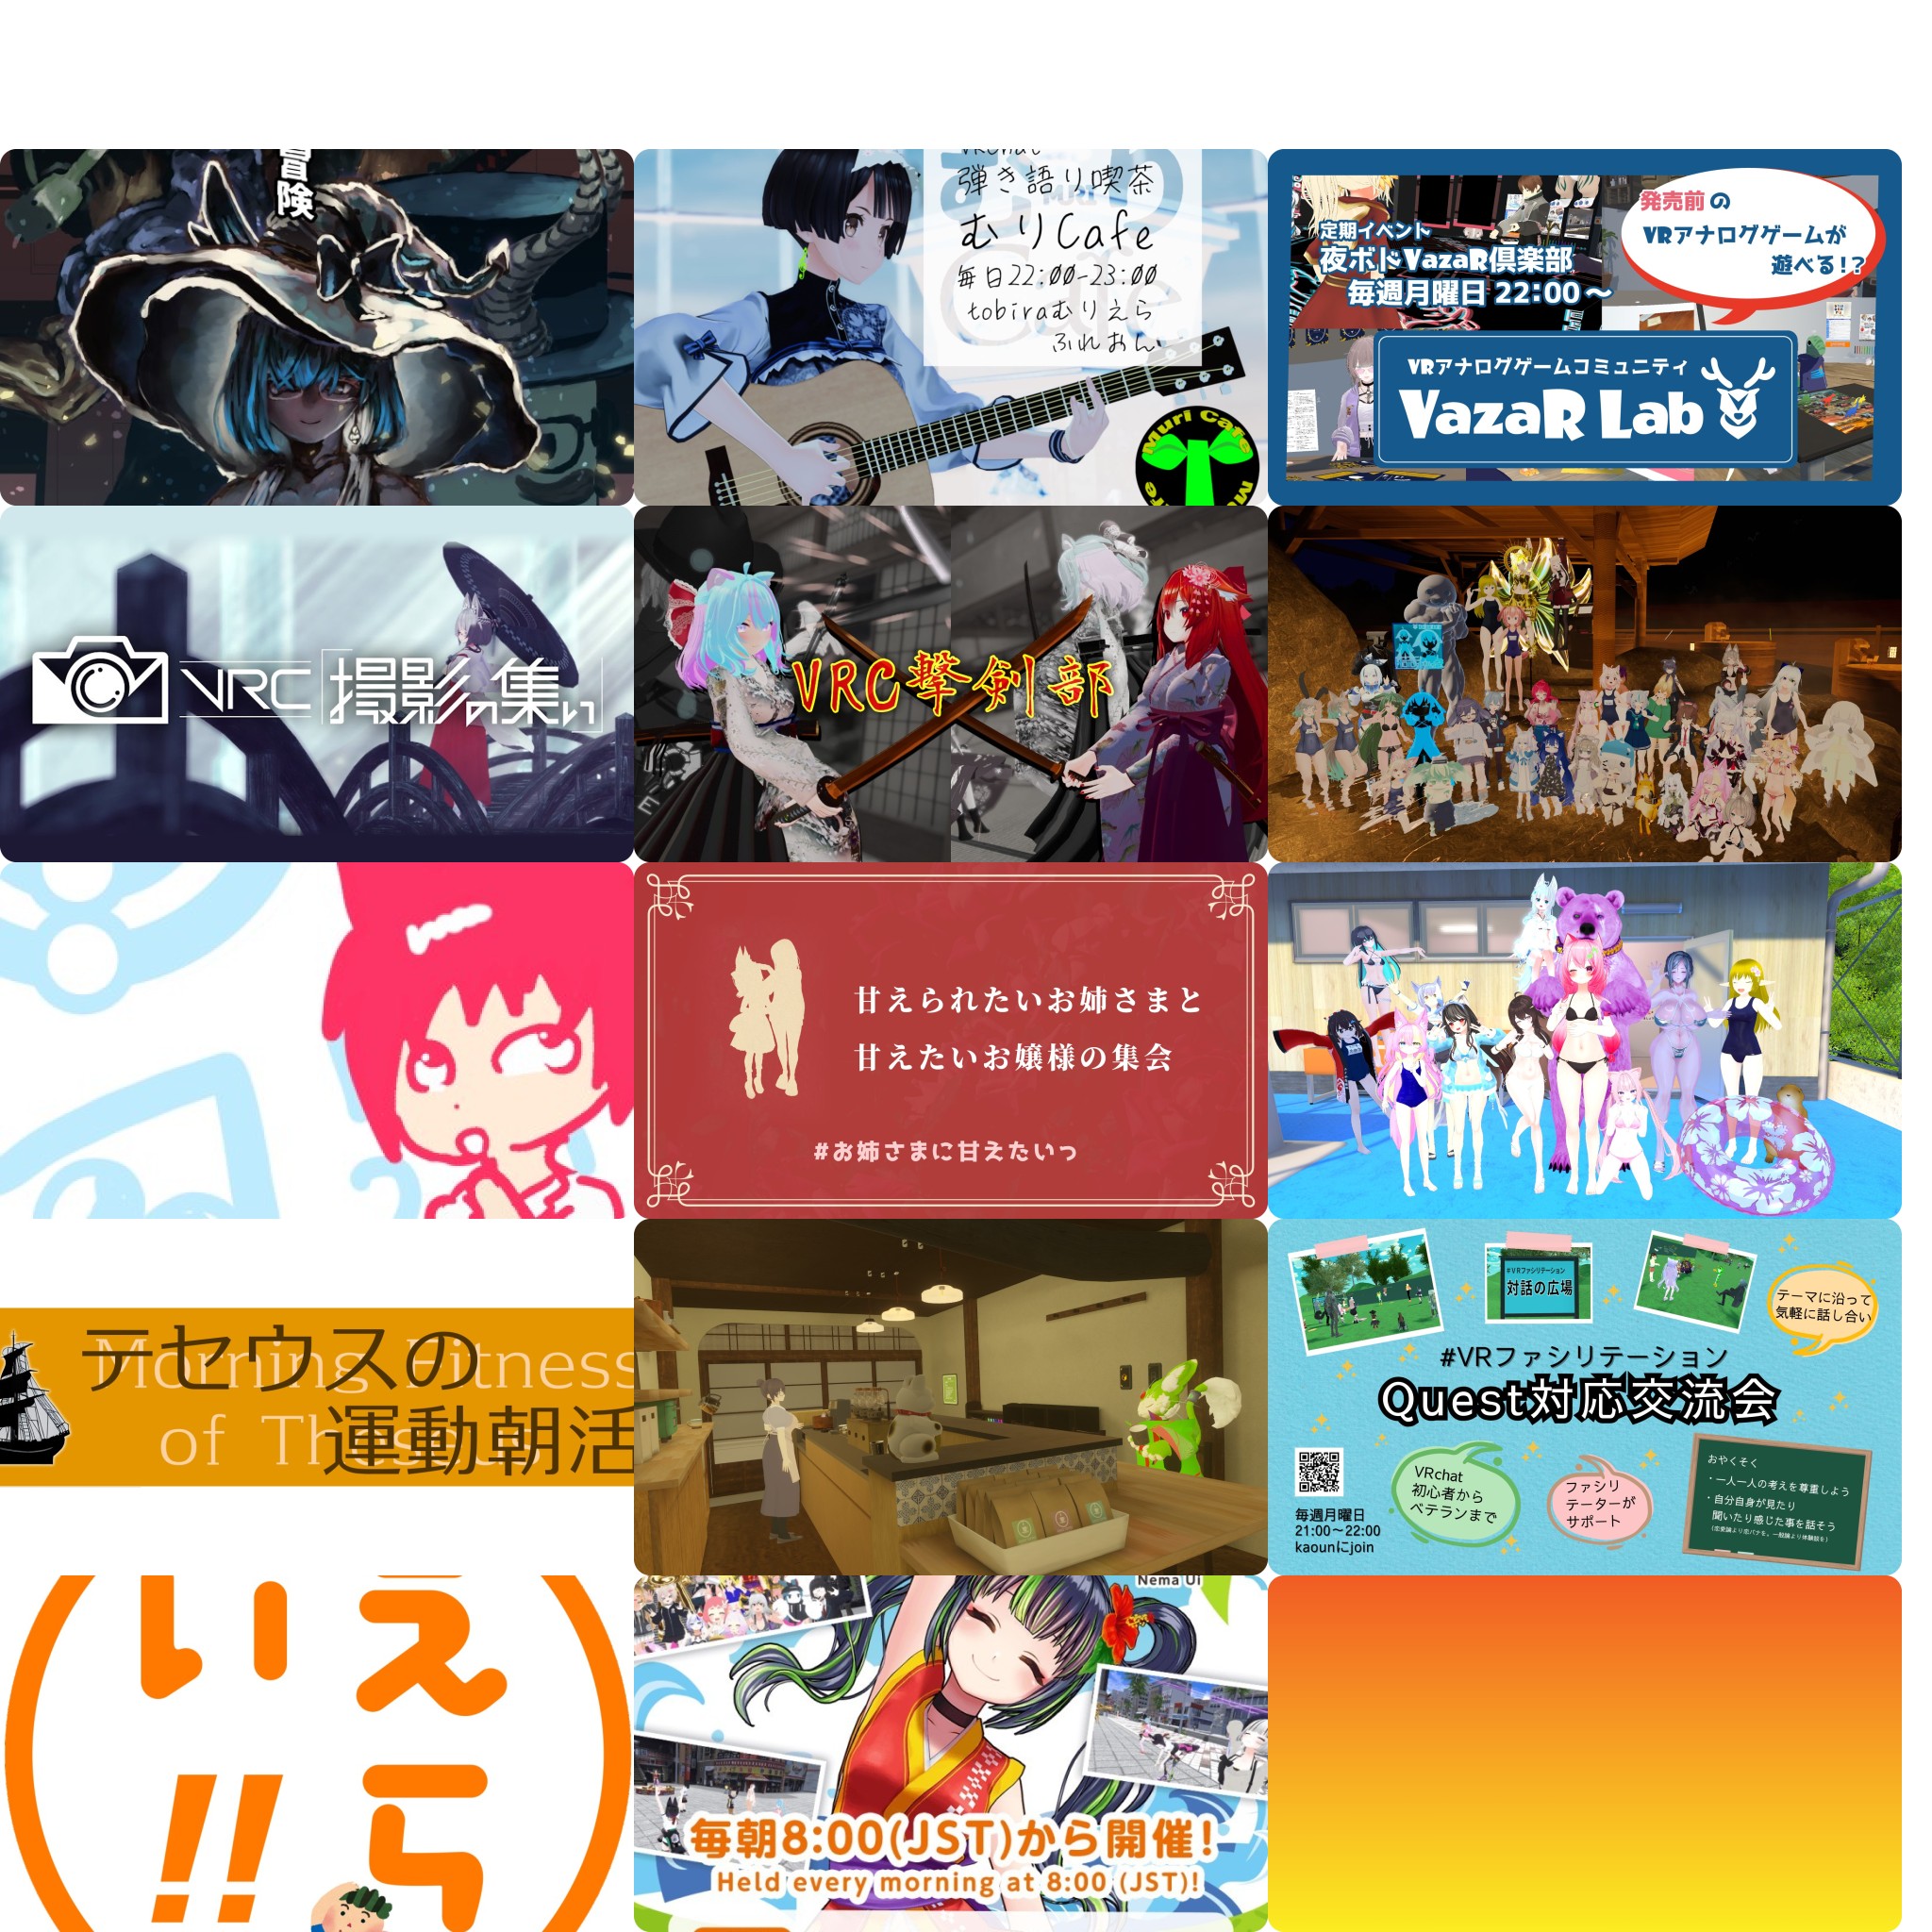 冒険
VRChat
弾き語り喫茶
むりCafe
毎日22:00-23:00
tobiraむりえら
ふれおん
Muri Cafe
定期イベント
夜ボドVazaR倶楽部
毎週月曜日 22:00～
発売前の
VRアナログゲームが
遊べる!?
VRアナログゲームコミュニティ
VazaR Lab
VRC「撮影の集い」
VRC撃剣部
甘えられたいお姉さまと
甘えたいお嬢様の集会
#お姉さまに甘えたいっ
テセウスの
Morning Fitness
of Theseus
運動朝活
#VRファシリテーション
対話の広場
テーマに沿って
気軽に話し合い
#VRファシリテーション
Quest対応交流会
VRchat
初心者から
ベテランまで
ファシリ
テーターが
サポート
おやくそく
・一人一人の考えを尊重しよう
・自分自身が見たり
聞いたり感じた事を話そう
毎週月曜日
21:00～22:00
kaounにjoin
えら
い!!
Nema Ui
毎朝8:00(JST)から開催!
Held every morning at 8:00 (JST)!